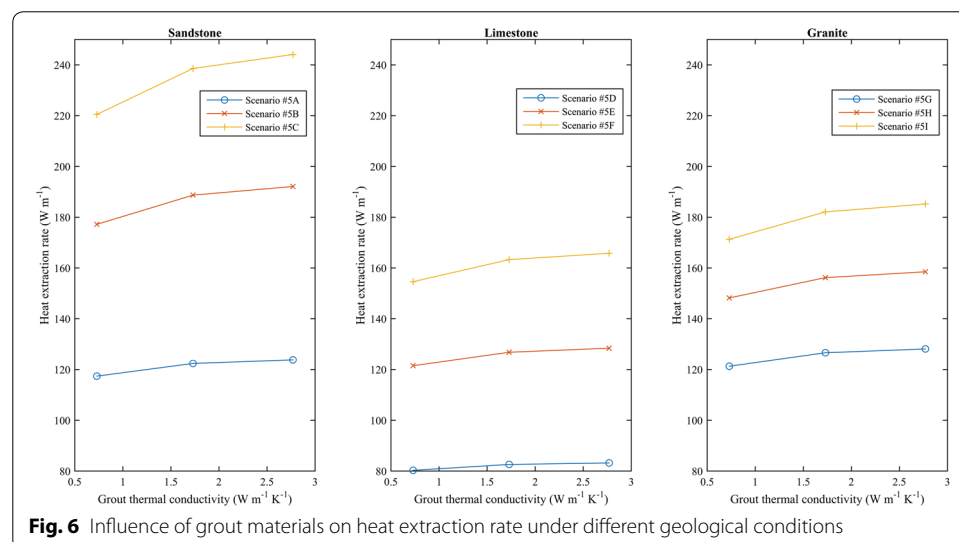 Sandstone
240
220
200
180
160
140
120
100
80
0.5
1
1.5
2
2.5
3
Heat extraction rate (W m⁻¹)
Grout thermal conductivity (W m⁻¹ K⁻¹)
Scenario #5A
Scenario #5B
Scenario #5C
Limestone
240
220
200
180
160
140
120
100
80
0.5
1
1.5
2
2.5
3
Heat extraction rate (W m⁻¹)
Grout thermal conductivity (W m⁻¹ K⁻¹)
Scenario #5D
Scenario #5E
Scenario #5F
Granite
240
220
200
180
160
140
120
100
80
0.5
1
1.5
2
2.5
3
Heat extraction rate (W m⁻¹)
Grout thermal conductivity (W m⁻¹ K⁻¹)
Scenario #5G
Scenario #5H
Scenario #5I
Fig. 6 Influence of grout materials on heat extraction rate under different geological conditions